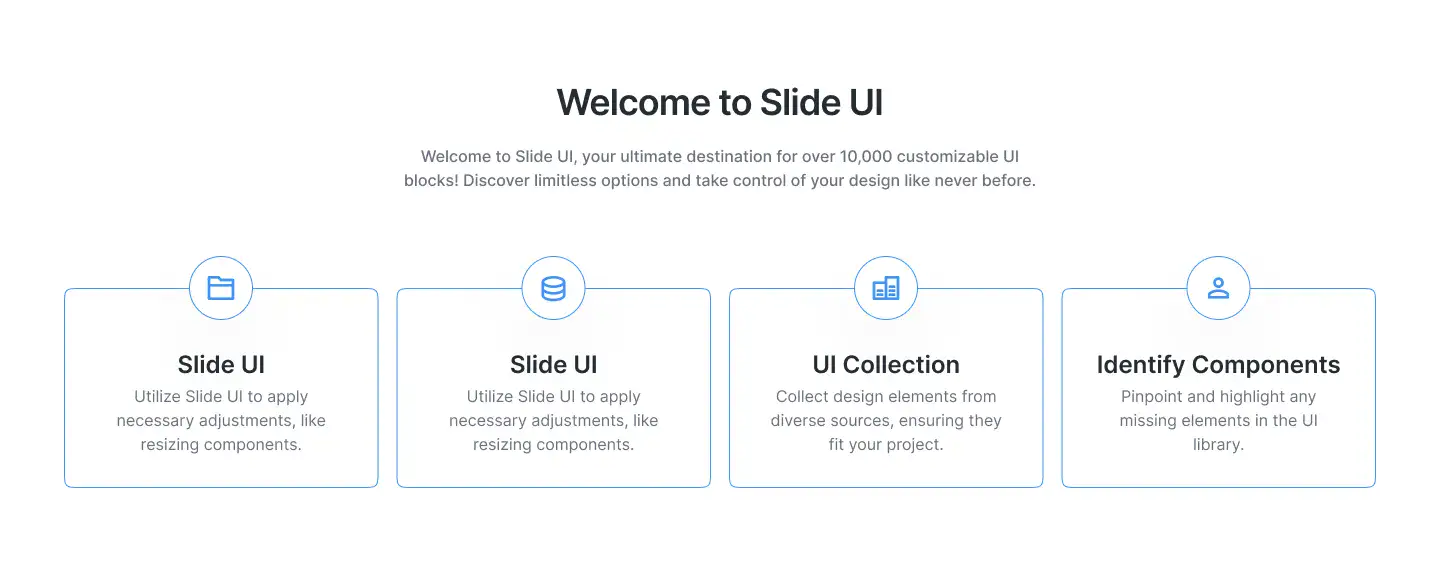 Welcome to Slide UI
Welcome to Slide UI, your ultimate destination for over 10,000 customizable UI
blocks! Discover limitless options and take control of your design like never before.
Slide UI
Utilize Slide UI to apply
necessary adjustments, like
resizing components.
Slide UI
Utilize Slide UI to apply
necessary adjustments, like
resizing components.
UI Collection
Collect design elements from
diverse sources, ensuring they
fit your project.
Identify Components
Pinpoint and highlight any
missing elements in the UI
library.